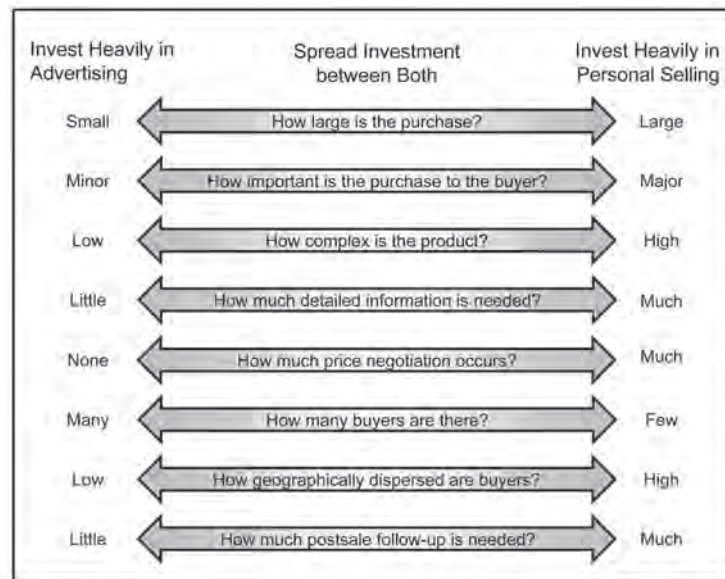 Invest Heavily in Advertising
Spread Investment between Both
Invest Heavily in Personal Selling
Small How large is the purchase? Large
Minor How important is the purchase to the buyer? Major
Low How complex is the product? High
Little How much detailed information is needed? Much
None How much price negotiation occurs? Much
Many How many buyers are there? Few
Low How geographically dispersed are buyers? High
Little How much postsale follow-up is needed? Much